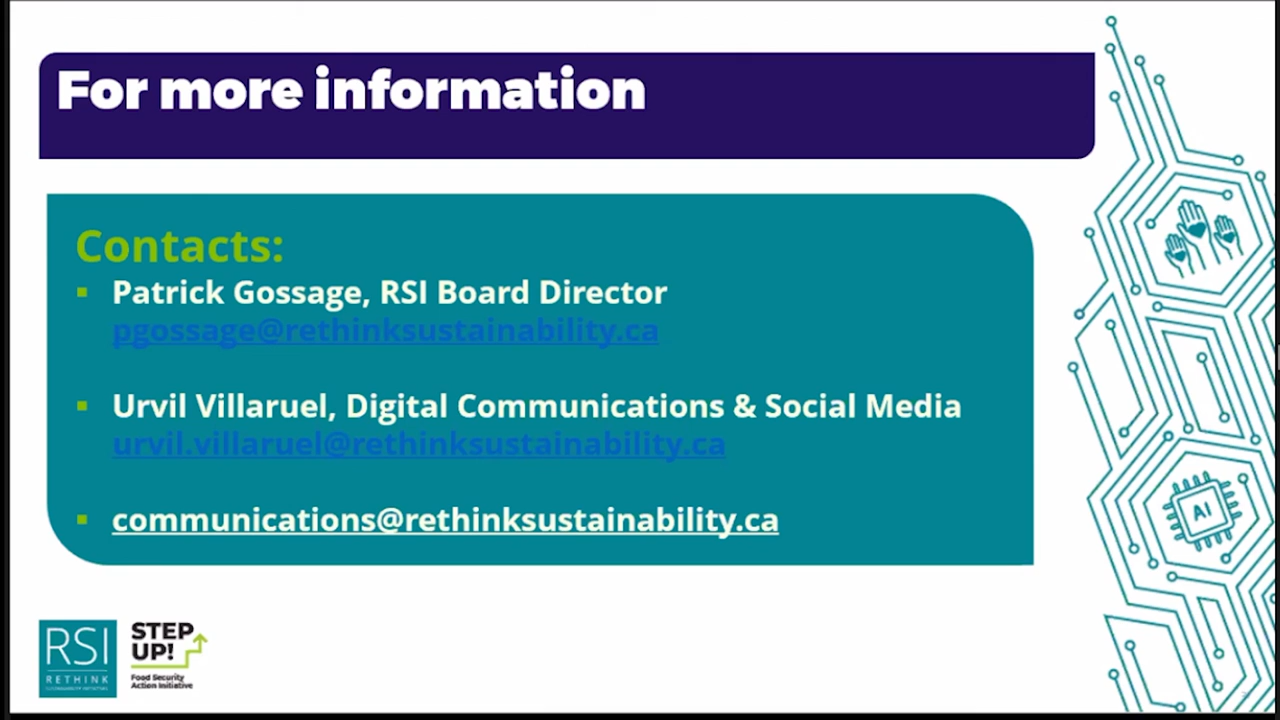 For more information
Contacts:
▪ Patrick Gossage, RSI Board Director
pgossage@rethinksustainability.ca
▪ Urvil Villaruel, Digital Communications & Social Media
urvil.villaruel@rethinksustainability.ca
▪ communications@rethinksustainability.ca
AI
RSI
RETHINK
STEP
UP!
Food Security
Action Initiative